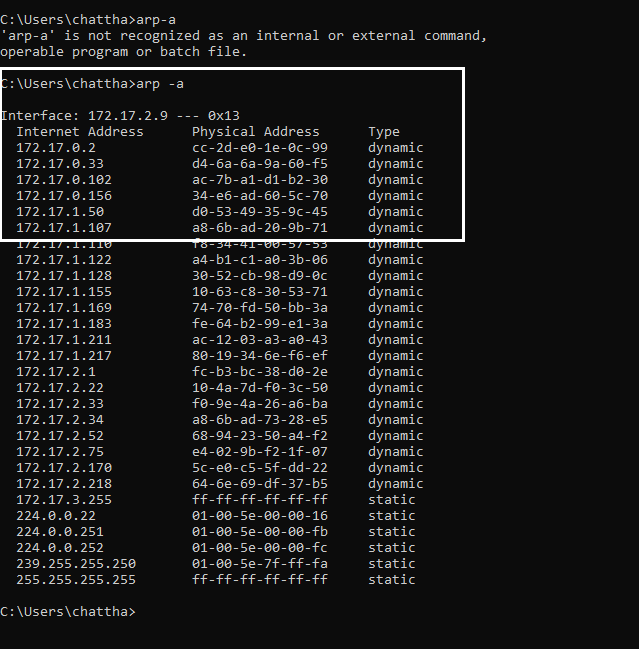 C:\Users\chattha>arp-a
'arp-a' is not recognized as an internal or external command,
operable program or batch file.
C:\Users\chattha>arp -a
Interface: 172.17.2.9 --- 0x13
Internet Address Physical Address Type
172.17.0.2 cc-2d-e0-1e-0c-99 dynamic
172.17.0.33 d4-6a-6a-9a-60-f5 dynamic
172.17.0.102 ac-7b-a1-d1-b2-30 dynamic
172.17.0.156 34-e6-ad-60-5c-70 dynamic
172.17.1.50 d0-53-49-35-9c-45 dynamic
172.17.1.107 a8-6b-ad-20-9b-71 dynamic
172.17.1.110 f8-34-41-00-57-53 dynamic
172.17.1.122 a4-b1-c1-a0-3b-06 dynamic
172.17.1.128 30-52-cb-98-d9-0c dynamic
172.17.1.155 10-63-c8-30-53-71 dynamic
172.17.1.169 74-70-fd-50-bb-3a dynamic
172.17.1.183 fe-64-b2-99-e1-3a dynamic
172.17.1.211 ac-12-03-a3-a0-43 dynamic
172.17.1.217 80-19-34-6e-f6-ef dynamic
172.17.2.1 fc-b3-bc-38-d0-2e dynamic
172.17.2.22 10-4a-7d-f0-3c-50 dynamic
172.17.2.33 f0-9e-4a-26-a6-ba dynamic
172.17.2.34 a8-6b-ad-73-28-e5 dynamic
172.17.2.52 68-94-23-50-a4-f2 dynamic
172.17.2.75 e4-02-9b-f2-1f-07 dynamic
172.17.2.170 5c-e0-c5-5f-dd-22 dynamic
172.17.2.218 64-6e-69-df-37-b5 dynamic
172.17.3.255 ff-ff-ff-ff-ff-ff static
224.0.0.22 01-00-5e-00-00-16 static
224.0.0.251 01-00-5e-00-00-fb static
224.0.0.252 01-00-5e-00-00-fc static
239.255.255.250 01-00-5e-7f-ff-fa static
255.255.255.255 ff-ff-ff-ff-ff-ff static
C:\Users\chattha>